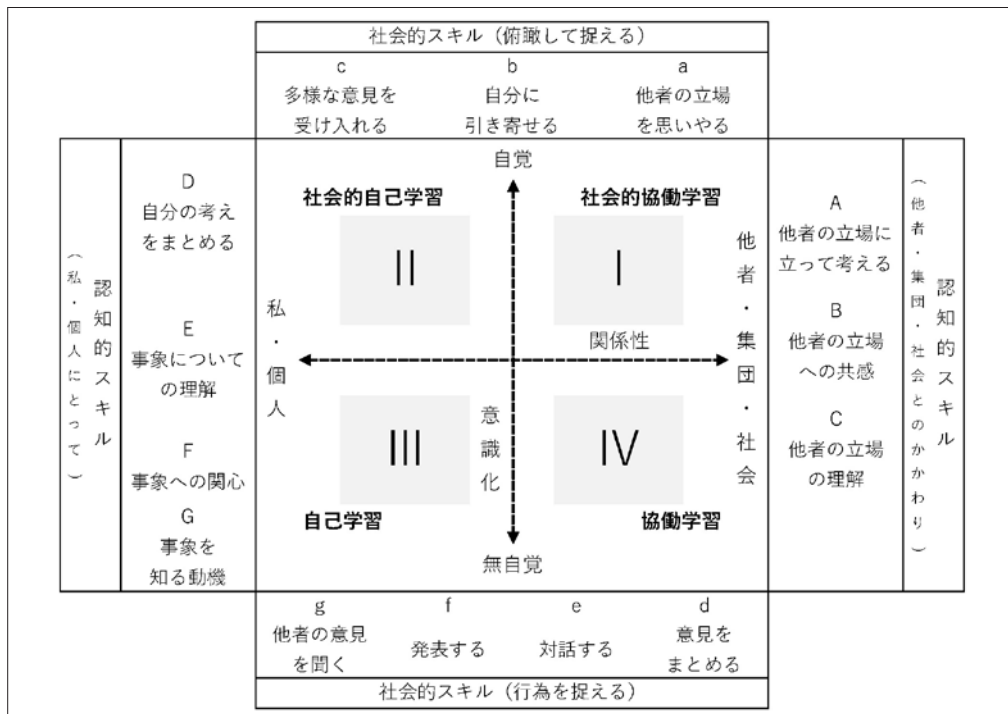 社会的スキル（俯瞰して捉える）
c
多様な意見を
受け入れる
b
自分に
引き寄せる
a
他者の立場
を思いやる
認知的スキル
（私・個人にとって）
D
自分の考え
をまとめる
E
事象について
の理解
F
事象への関心
G
事象を
知る動機
自覚
社会的自己学習
II
社会的協働学習
I
私・個人
関係性
他者・集団・社会
意識化
III
自己学習
IV
協働学習
無自覚
A
他者の立場に
立って考える
B
他者の立場
への共感
C
他者の立場
の理解
（他者・集団・社会とのかかわり）
認知的スキル
g
他者の意見
を聞く
f
発表する
e
対話する
d
意見を
まとめる
社会的スキル（行為を捉える）